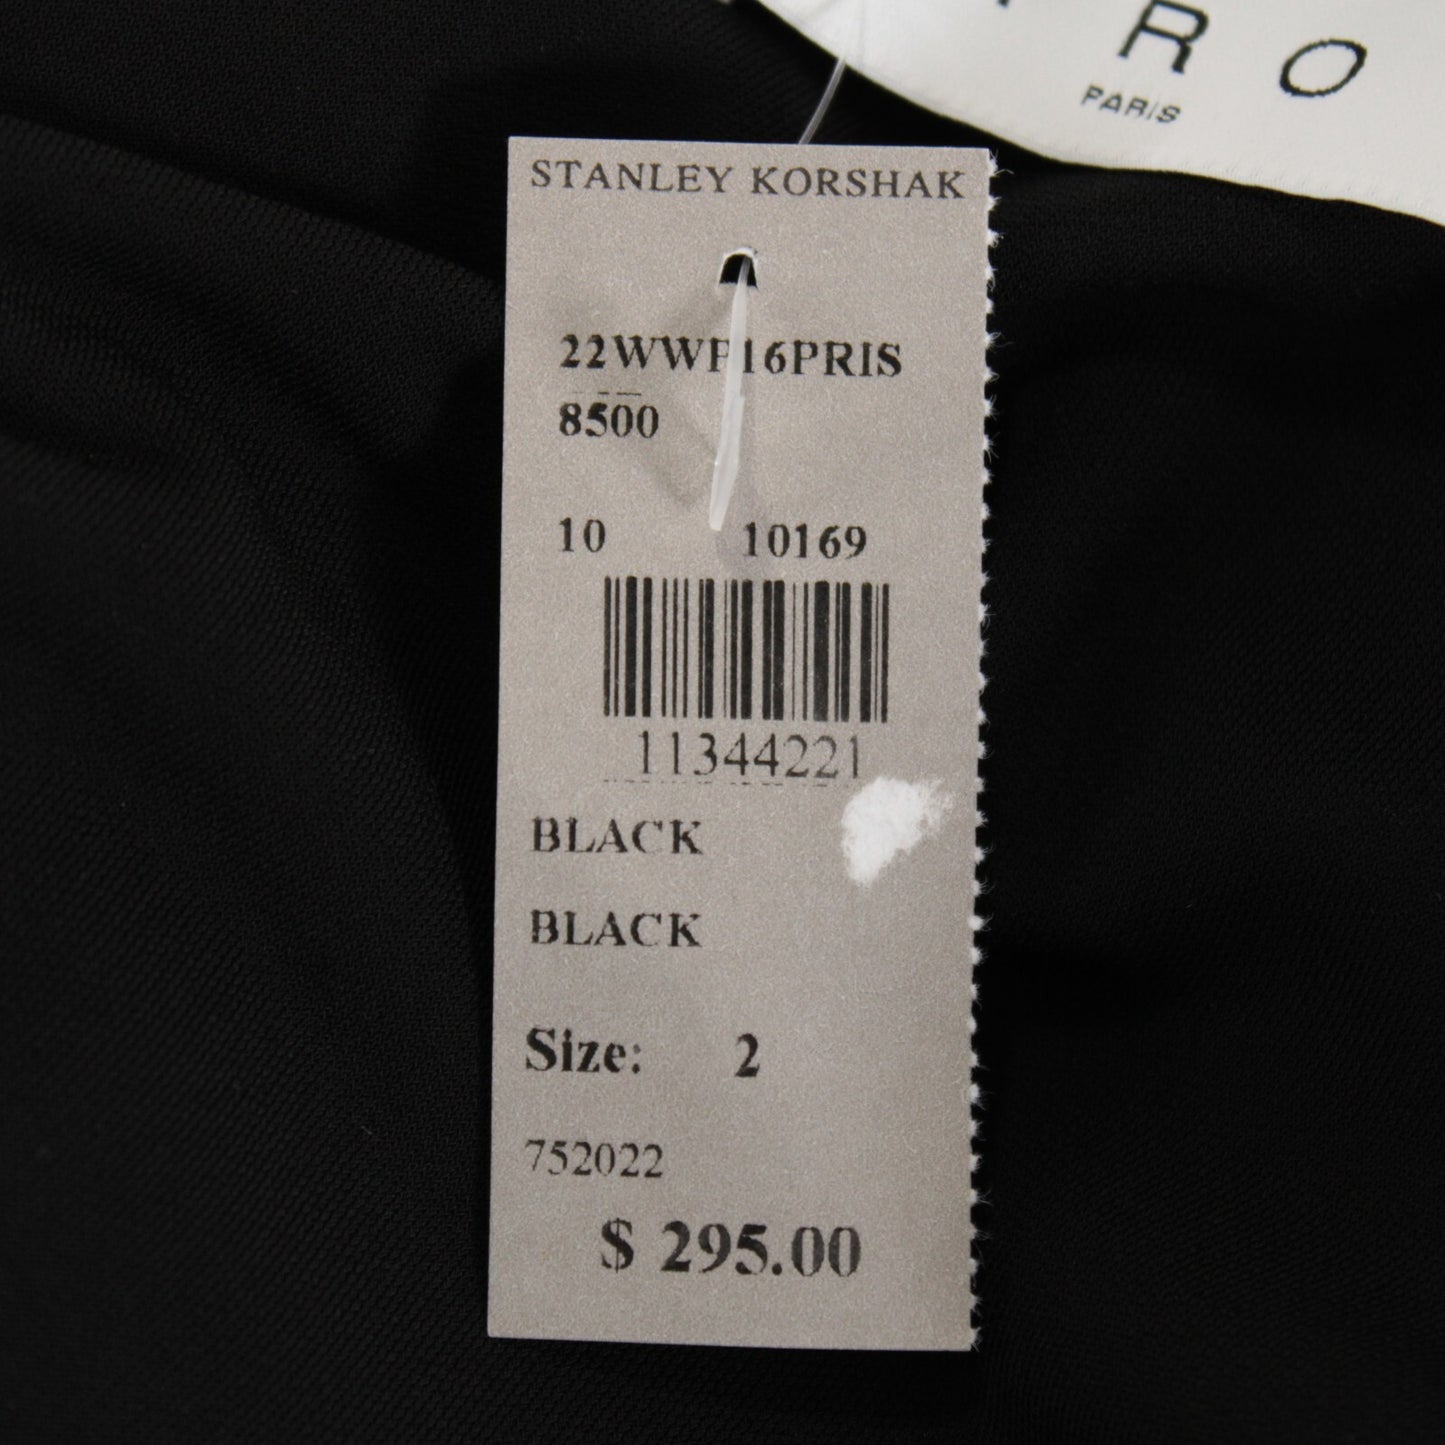 RO
PARIS
STANLEY KORSHAK
22WWP16PRIS
8500
10 10169
11344221
BLACK
BLACK
Size: 2
752022
$ 295.00